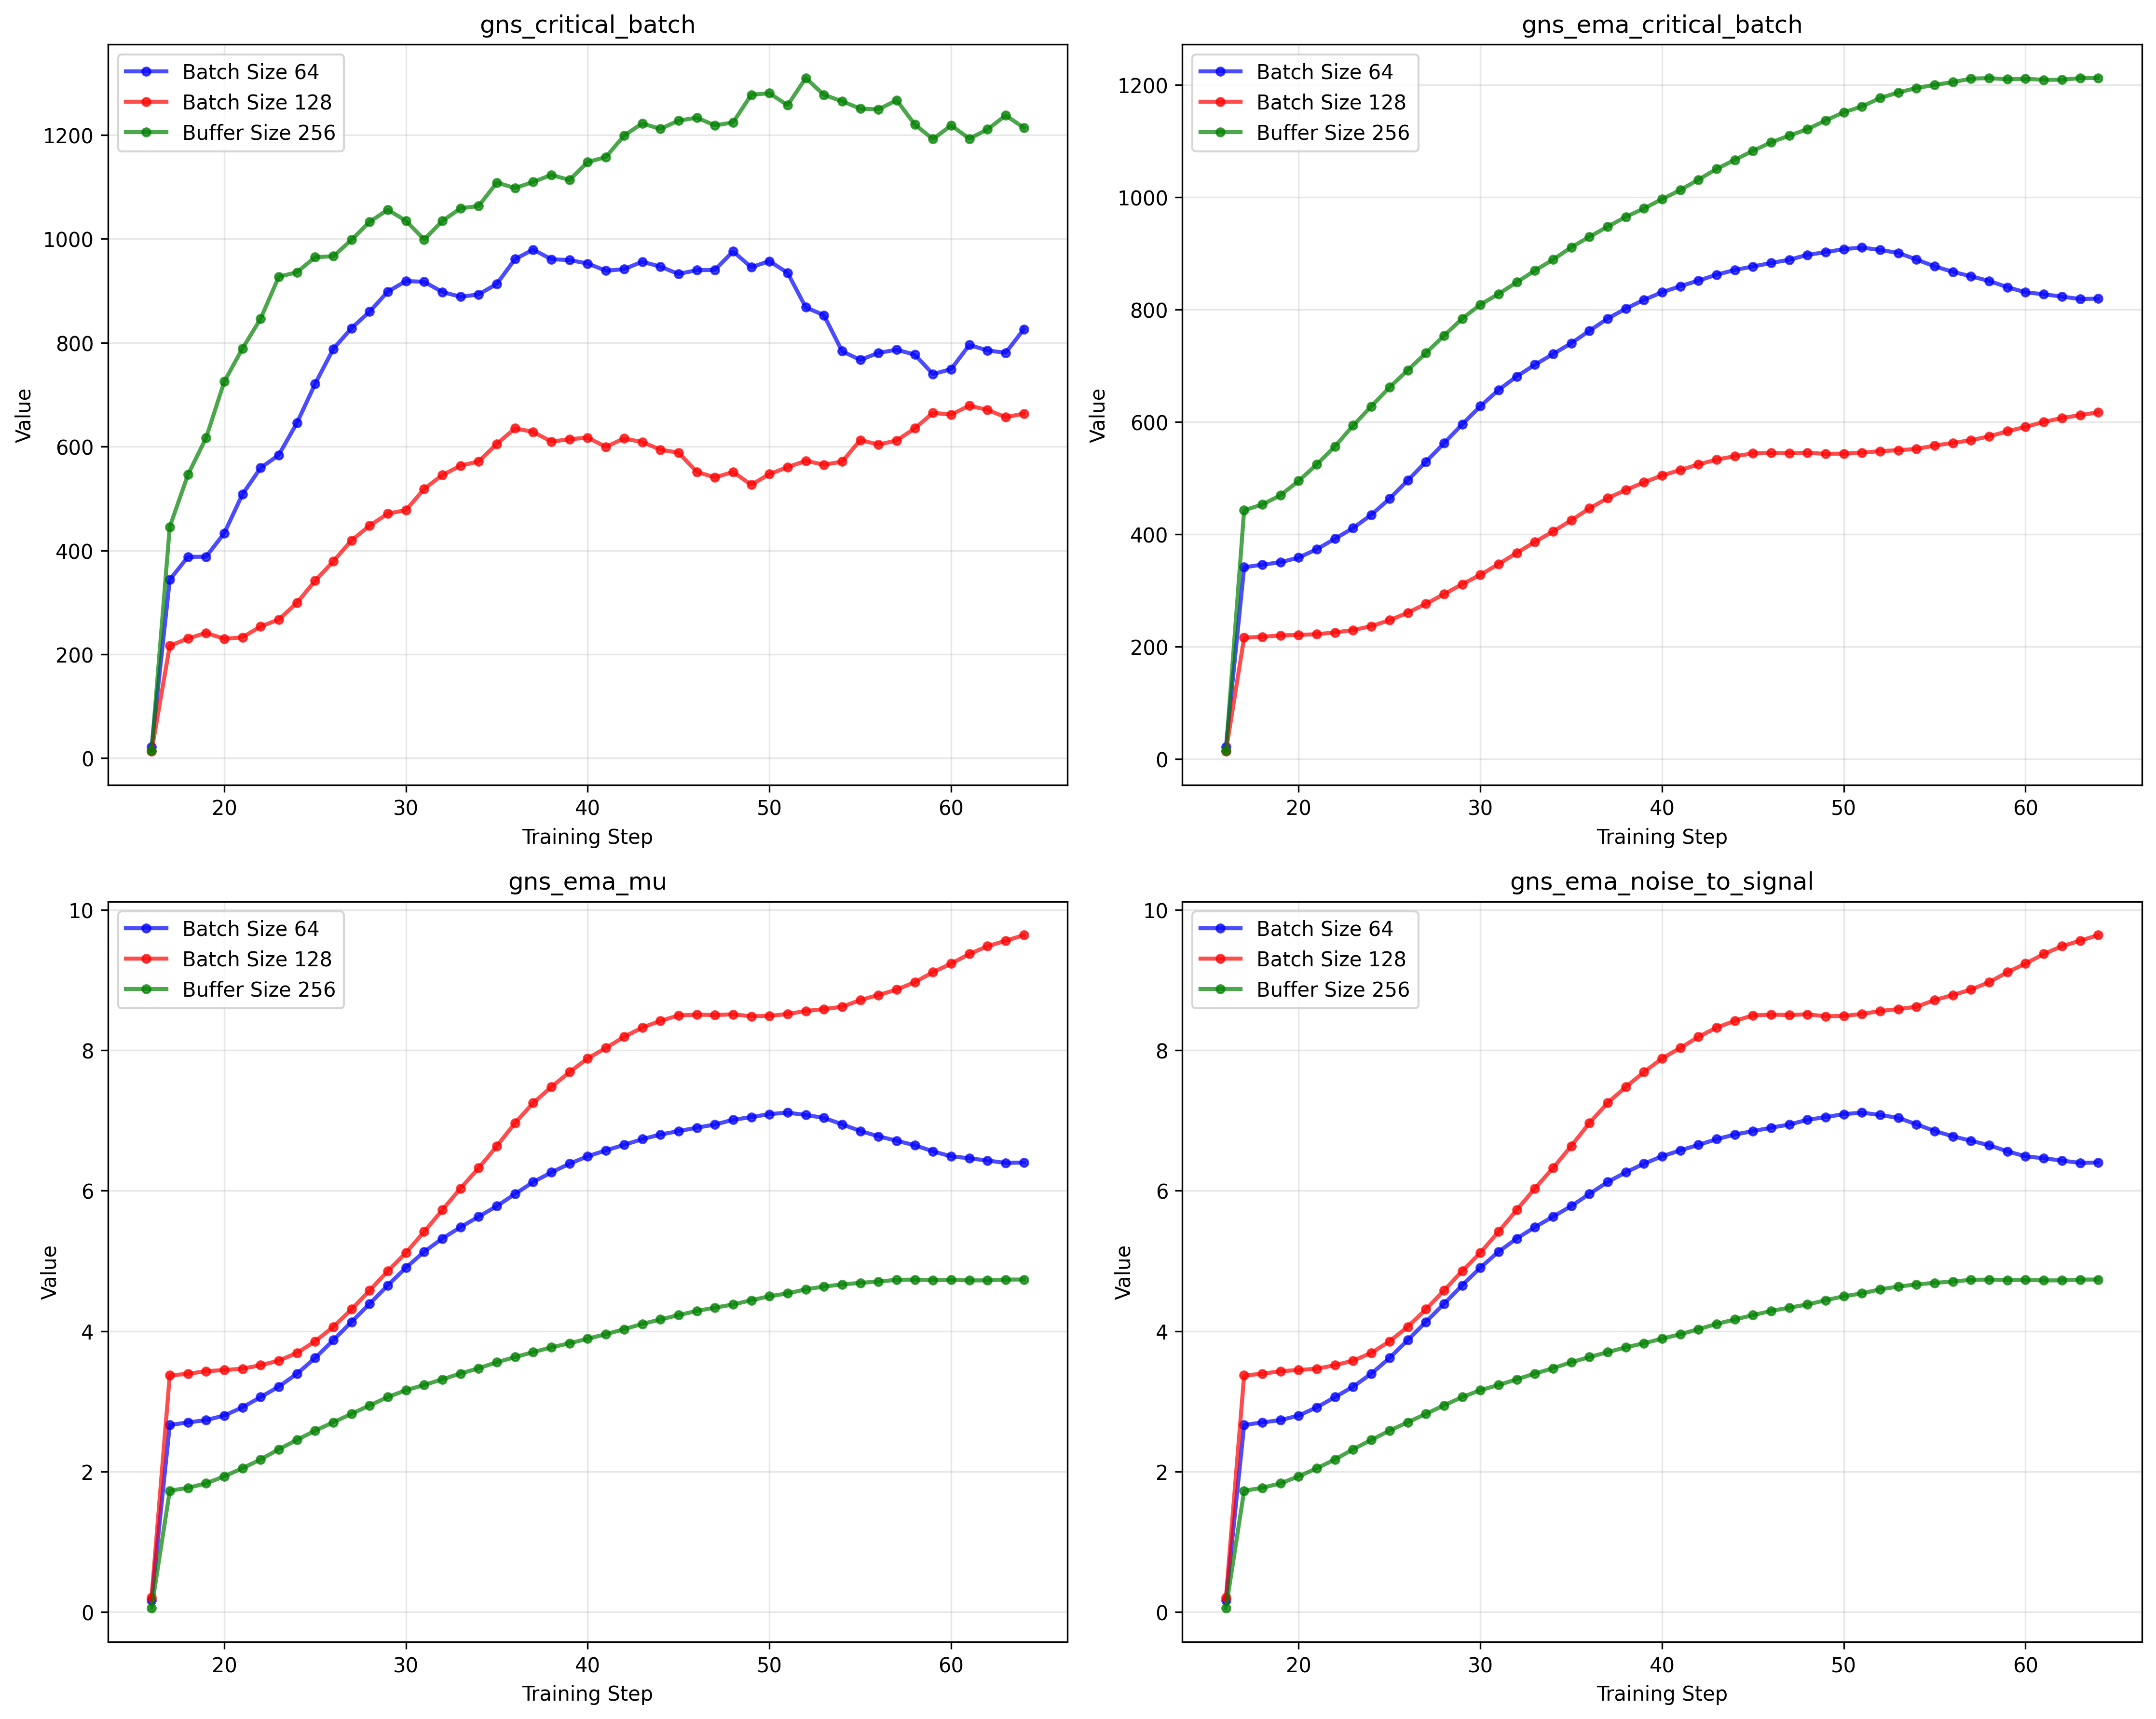 gns_critical_batch
Batch Size 64
Batch Size 128
Buffer Size 256
Value
1200
1000
800
600
400
200
0
20 30 40 50 60
Training Step
gns_ema_critical_batch
Batch Size 64
Batch Size 128
Buffer Size 256
Value
1200
1000
800
600
400
200
0
20 30 40 50 60
Training Step
gns_ema_mu
Batch Size 64
Batch Size 128
Buffer Size 256
Value
10
8
6
4
2
0
20 30 40 50 60
Training Step
gns_ema_noise_to_signal
Batch Size 64
Batch Size 128
Buffer Size 256
Value
10
8
6
4
2
0
20 30 40 50 60
Training Step